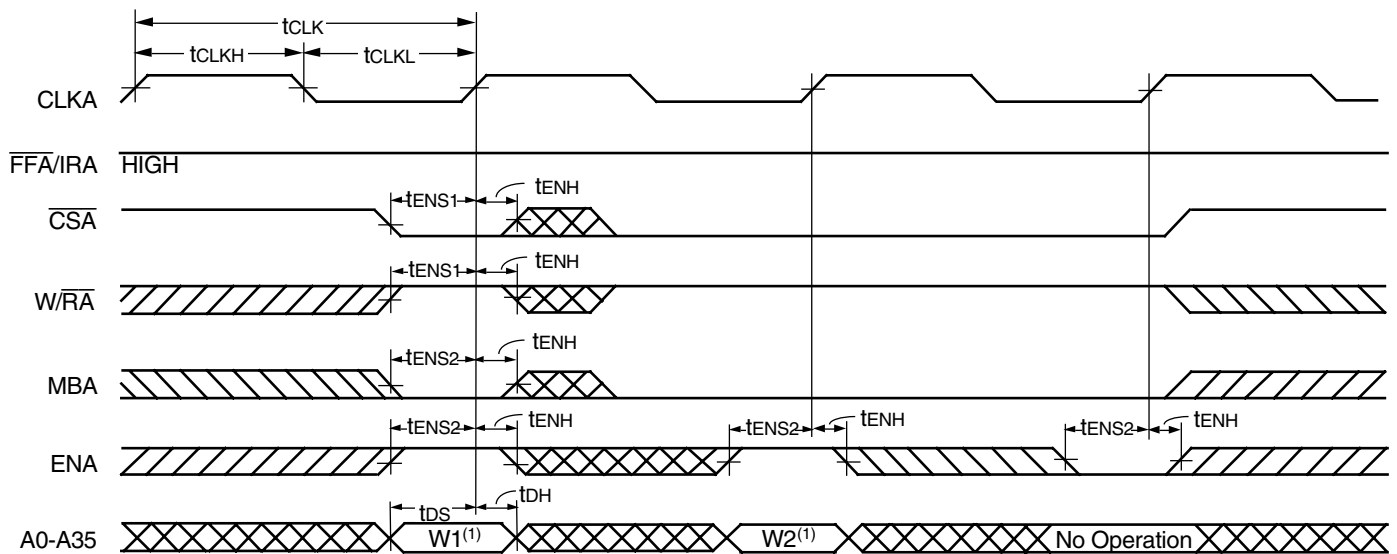 tCLK
tCLKH tCLKL
CLKA
FFA/IRA HIGH
tENS1 tENH
CSA
tENS1 tENH
W/RA
tENS2 tENH
MBA
tENS2 tENH tENS2 tENH tENS2 tENH
ENA
tDS tDH
A0-A35 W1(1) W2(1) No Operation